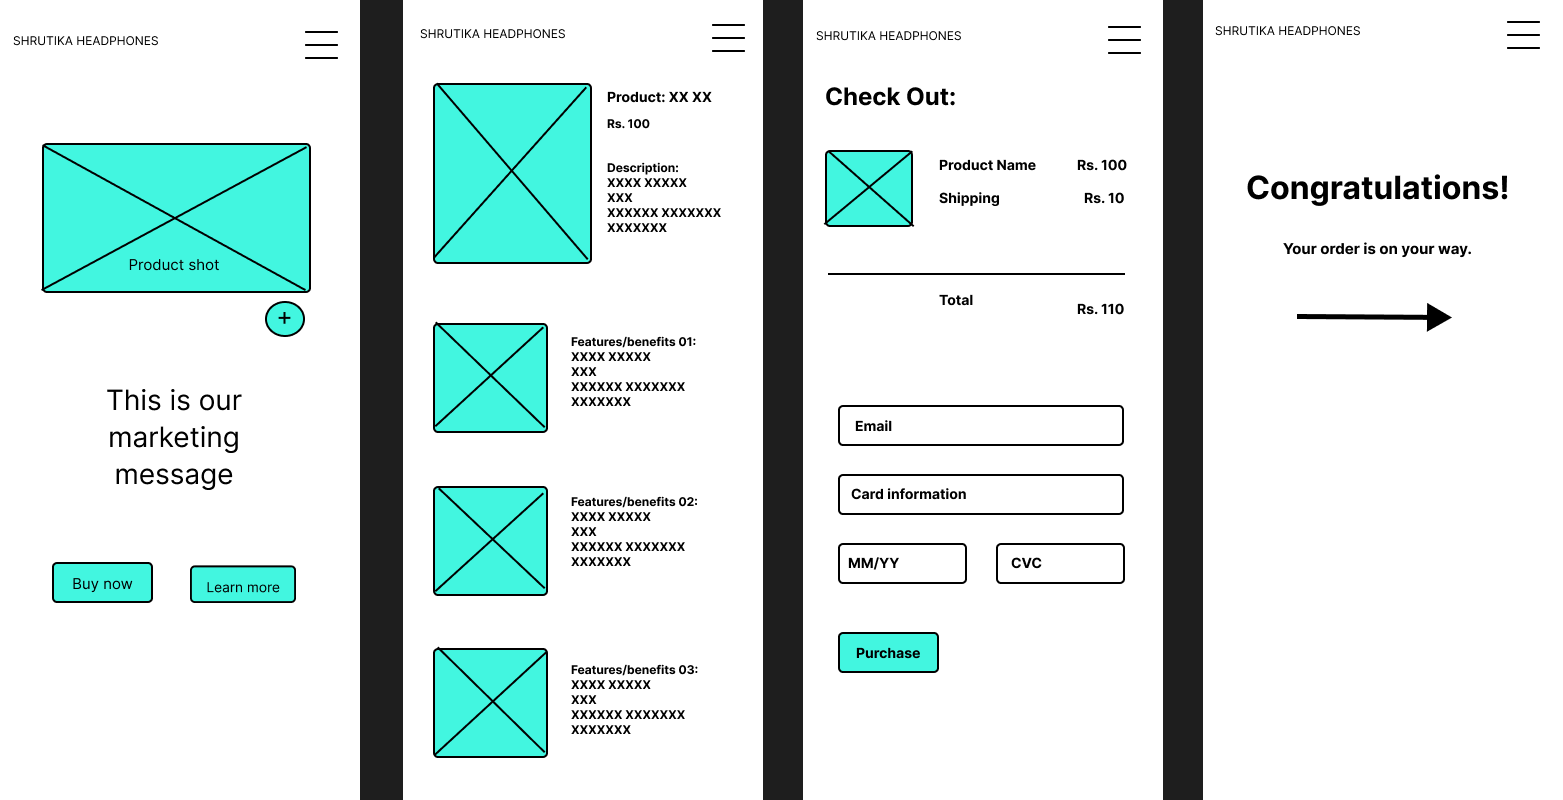 SHRUTIKA HEADPHONES
Product shot
+
This is our
marketing
message
Buy now
Learn more
SHRUTIKA HEADPHONES
Product: XX XX
Rs. 100
Description:
XXXX XXXXX
XXX
XXXXXX XXXXXXX
XXXXXXX
Features/benefits 01:
XXXX XXXXX
XXX
XXXXXX XXXXXXX
XXXXXXX
Features/benefits 02:
XXXX XXXXX
XXX
XXXXXX XXXXXXX
XXXXXXX
Features/benefits 03:
XXXX XXXXX
XXX
XXXXXX XXXXXXX
XXXXXXX
SHRUTIKA HEADPHONES
Check Out:
Product Name Rs. 100
Shipping Rs. 10
Total Rs. 110
Email
Card information
MM/YY CVC
Purchase
SHRUTIKA HEADPHONES
Congratulations!
Your order is on your way.